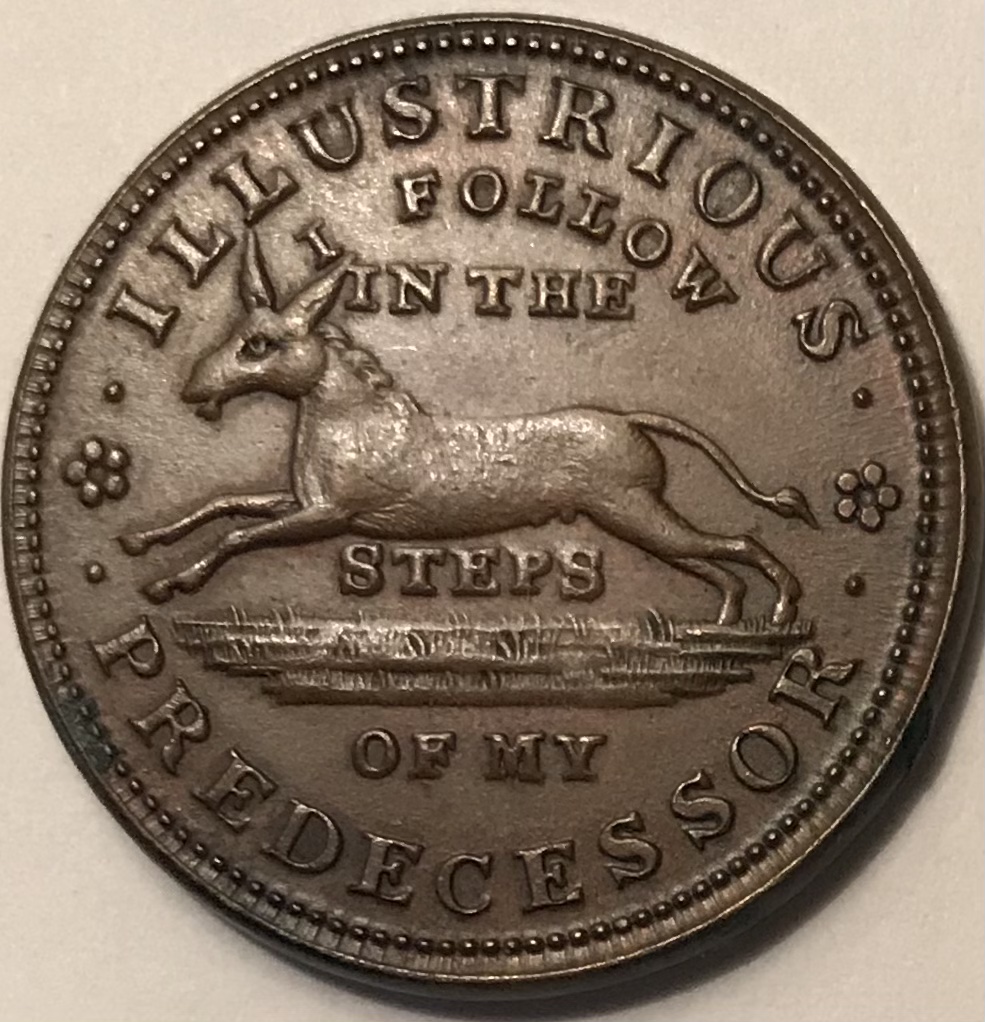 ILLUSTRIOUS
I FOLLOW
IN THE
STEPS
OF MY
PREDECESSOR